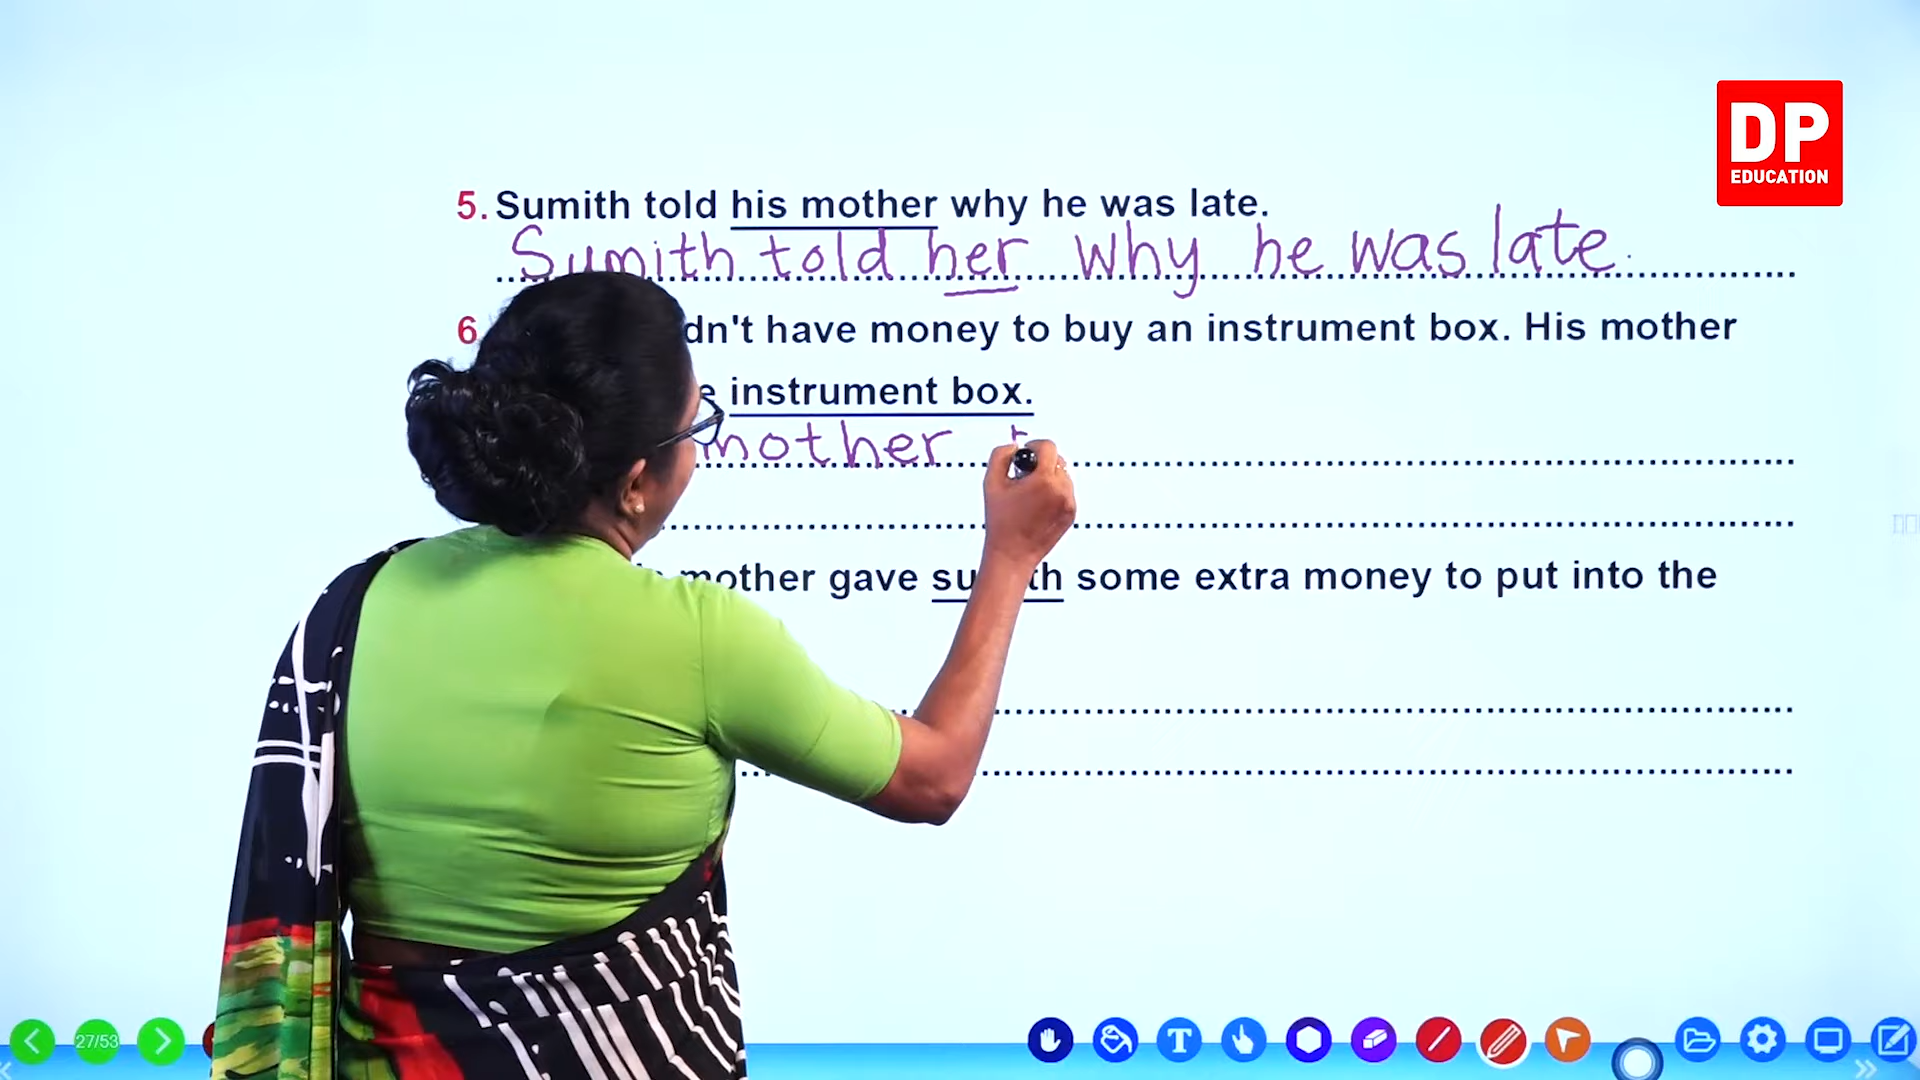 DP
EDUCATION
5. Sumith told his mother why he was late.
Sumith told her why he was late.
6 dn't have money to buy an instrument box. His mother
instrument box.
mother
mother gave some extra money to put into the
27/53